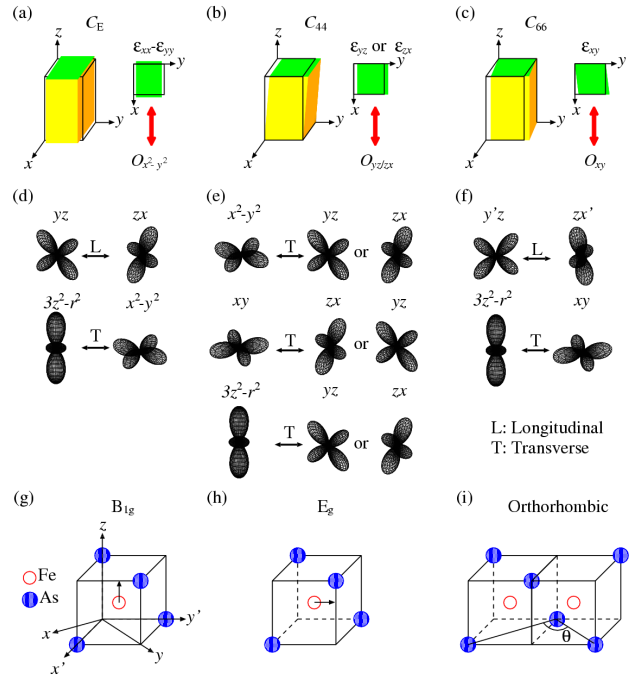 (a) C_E (b) C_44 (c) C_66
z ε_xx-ε_yy y z ε_yz or ε_zx y z ε_xy y
x x x
y y y
x O_x²-y² x O_yz/zx x O_xy
(d) (e) (f)
yz zx x²-y² yz zx y'z zx'
L T or L
3z²-r² x²-y² xy zx yz 3z²-r² xy
T T or T
3z²-r² yz zx
T or
L: Longitudinal
T: Transverse
(g) B_1g (h) E_g (i) Orthorhombic
z
Fe
As
y'
x
x' y θ